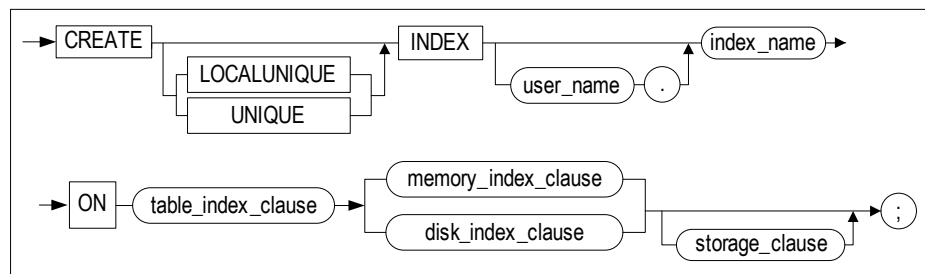 CREATE INDEX index_name
LOCALUNIQUE user_name .
UNIQUE
ON table_index_clause memory_index_clause ;
disk_index_clause storage_clause